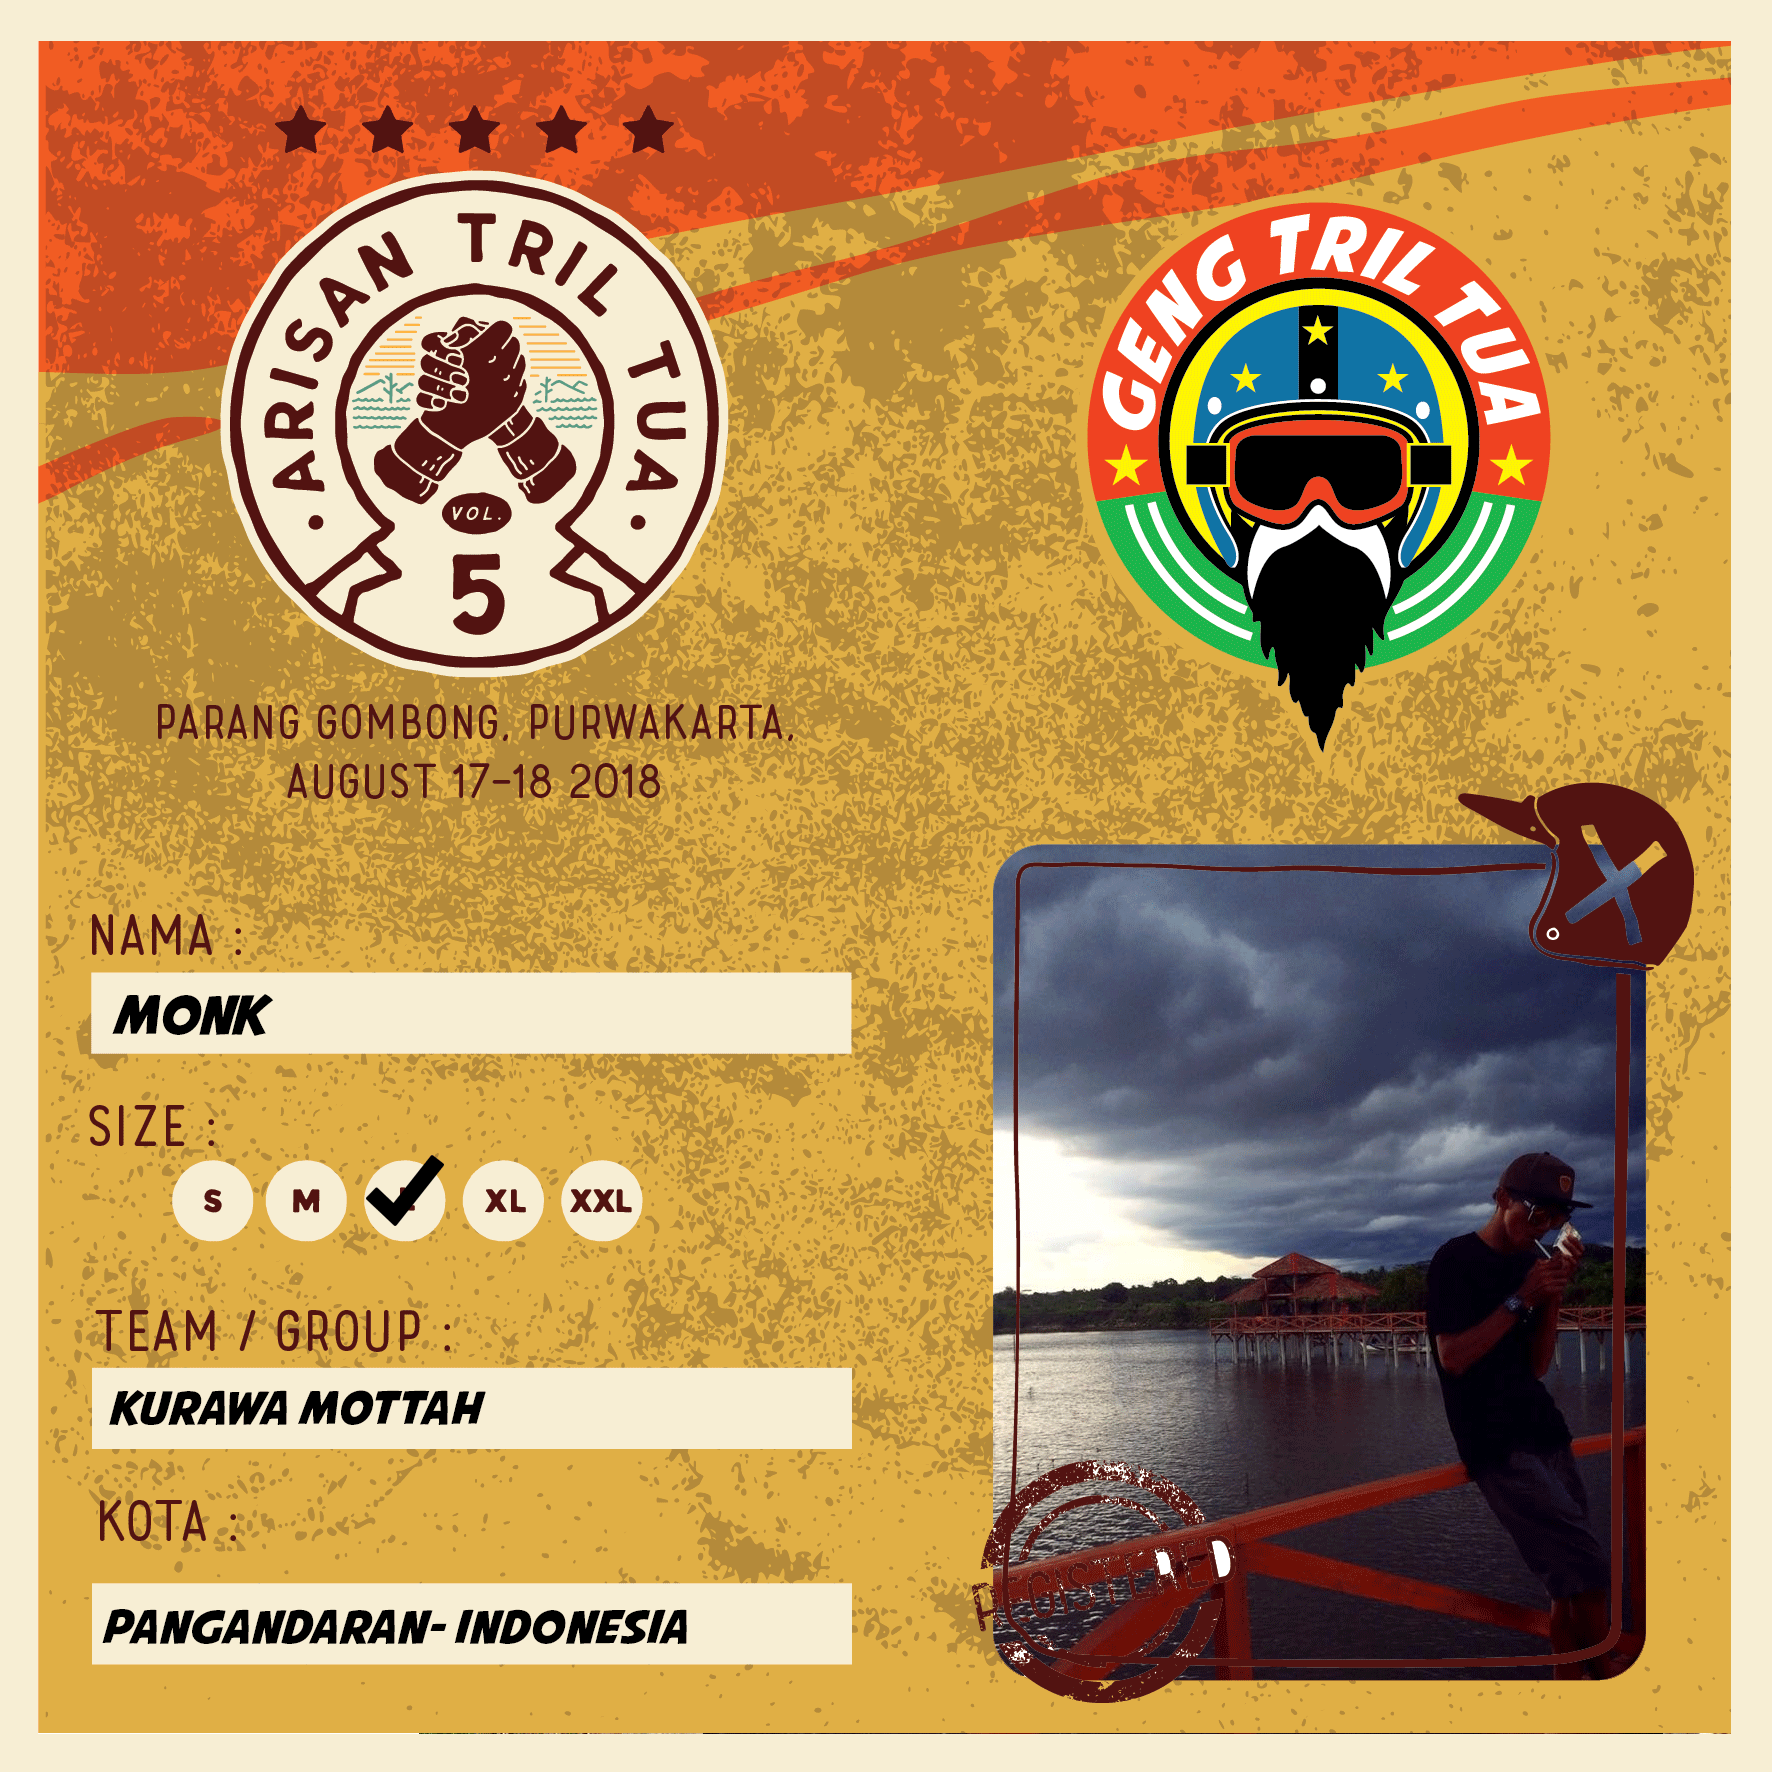 ARISAN TRIL TUA
VOL.
5
GENG TRIL TUA
PARANG GOMBONG, PURWAKARTA,
AUGUST 17-18 2018
NAMA :
MONK
SIZE :
S M L XL XXL
TEAM / GROUP :
KURAWA MOTTAH
KOTA :
PANGANDARAN- INDONESIA
REGISTERED